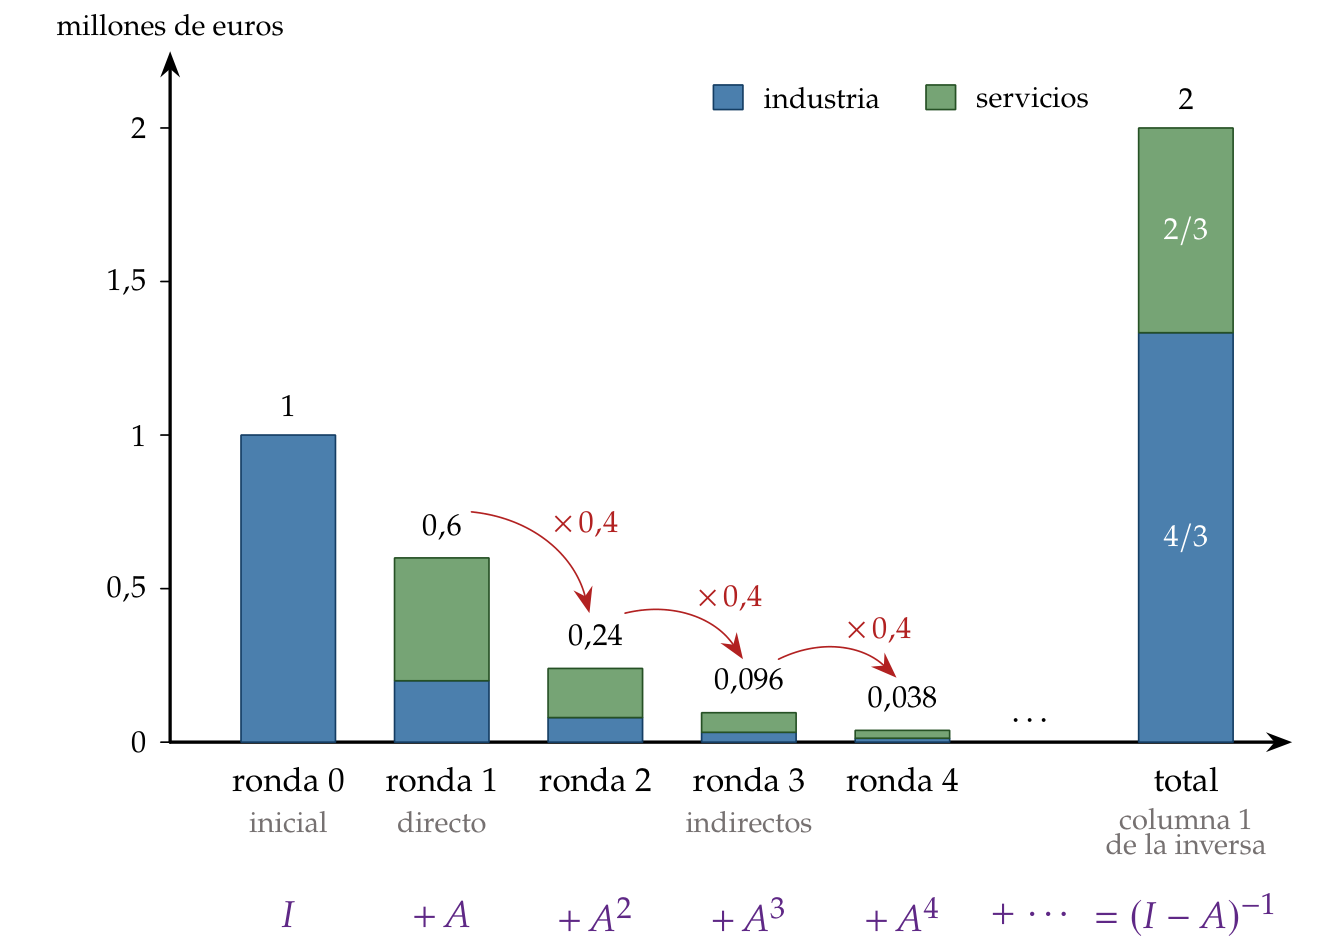 millones de euros
industria
servicios
2
2
1,5
1
0,5
0
1
0,6
×0,4
0,24
×0,4
0,096
×0,4
0,038
...
2/3
4/3
ronda 0
ronda 1
ronda 2
ronda 3
ronda 4
total
inicial
directo
indirectos
columna 1
de la inversa
I + A + A² + A³ + A⁴ + ⋯ = (I − A)⁻¹